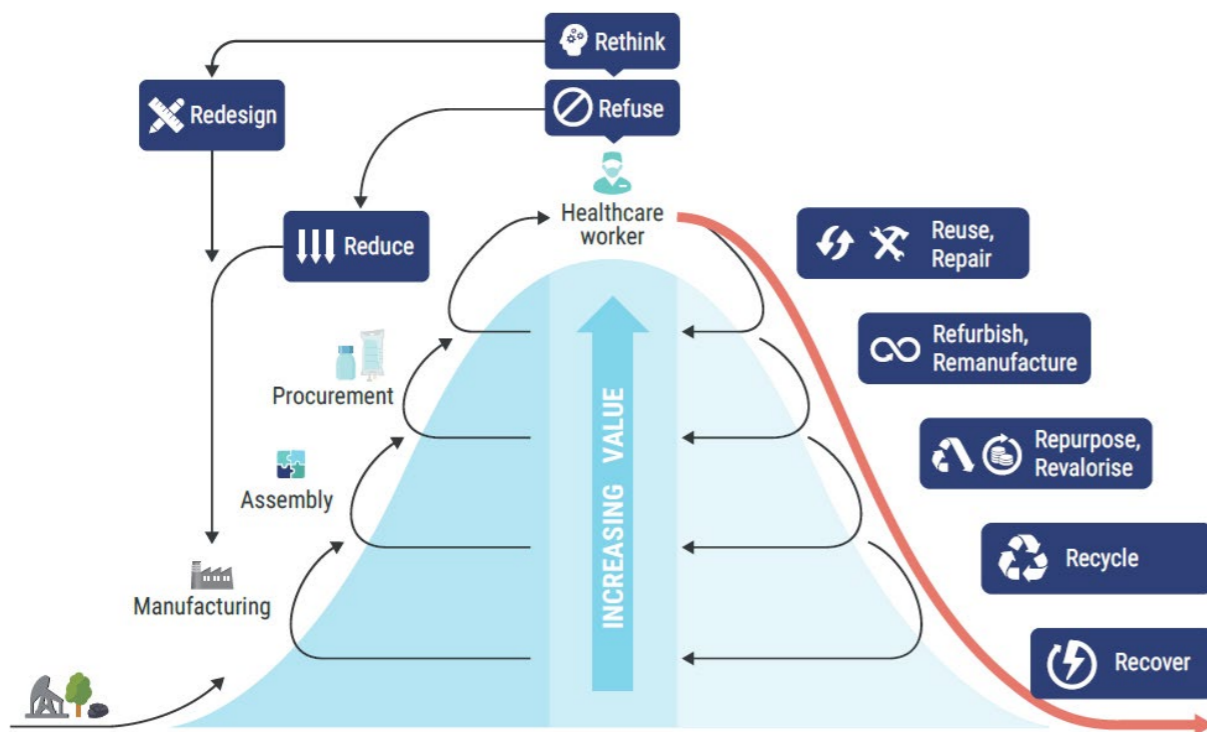 Rethink
Refuse
Redesign
Reduce
Healthcare
worker
Reuse,
Repair
Refurbish,
Remanufacture
Repurpose,
Revalorise
Recycle
Recover
Procurement
Assembly
Manufacturing
INCREASING VALUE